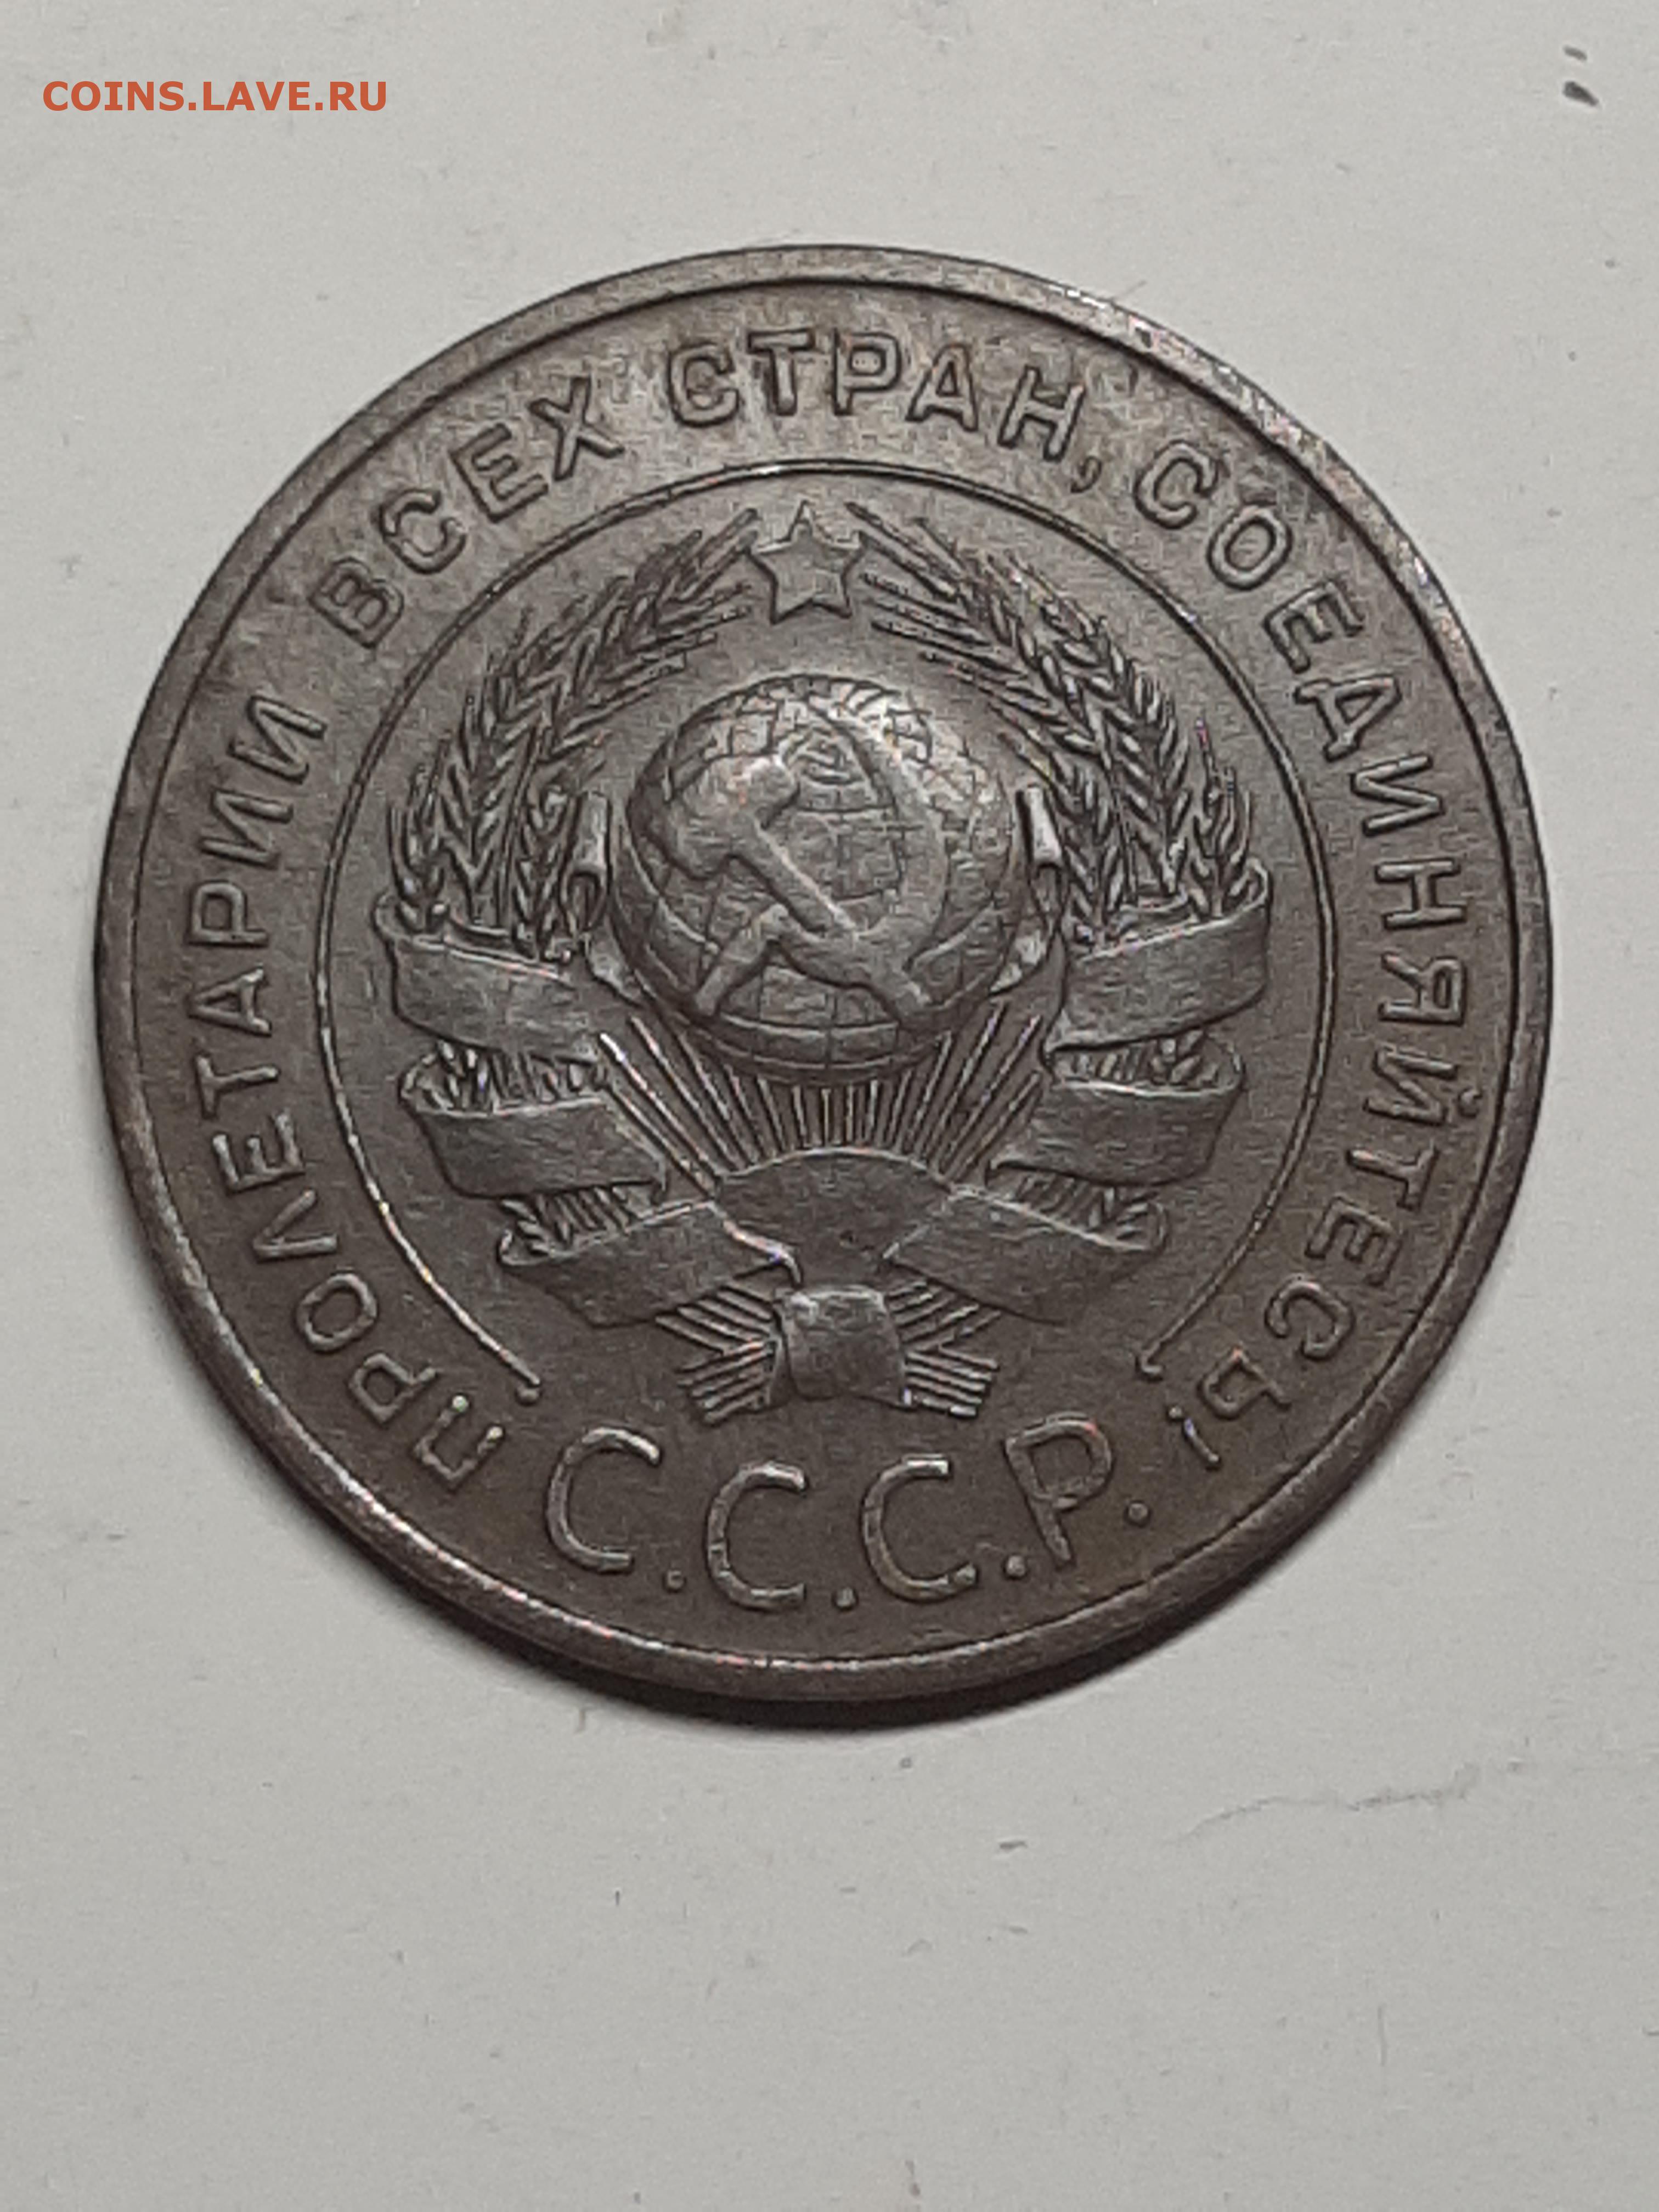 COINS.LAVE.RU
ПРОЛЕТАРИИ ВСЕХ СТРАН, СОЕДИНЯЙТЕСЬ!
С.С.С.Р.